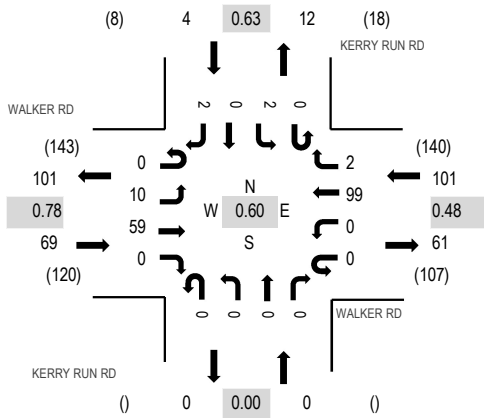 (8) 4 0.63 12 (18)
KERRY RUN RD
WALKER RD
2 0 2 0
(143) (140)
101 0 2 101
0.78 10 N 99 0.48
W 0.60 E
69 59 S 0 61
(120) 0 0 (107)
0 0 0 0
WALKER RD
KERRY RUN RD
() 0 0.00 0 ()